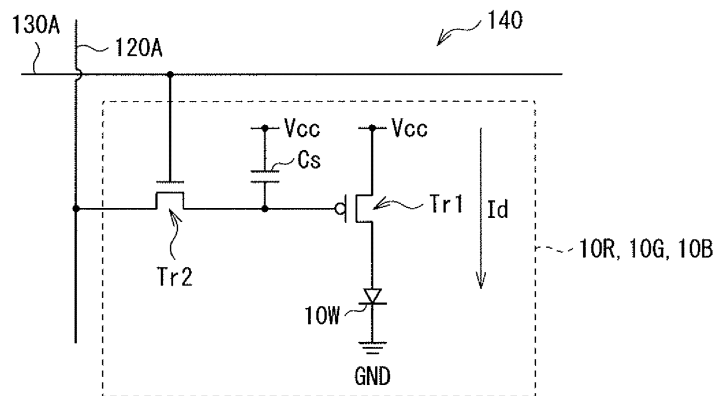 140
130A
120A
Vcc
Vcc
Cs
Tr1
Id
Tr2
10R, 10G, 10B
10W
GND